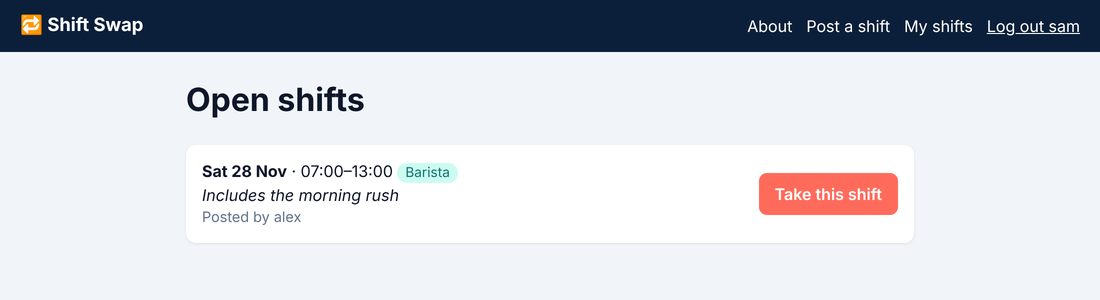 🔁 Shift Swap
About Post a shift My shifts Log out sam
Open shifts
Sat 28 Nov · 07:00–13:00 Barista
Includes the morning rush
Posted by alex
Take this shift